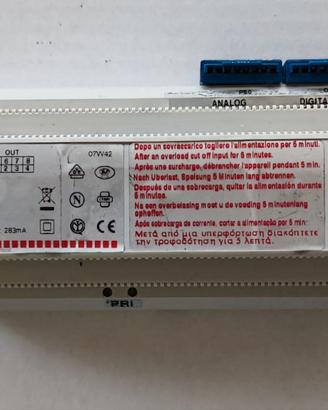 PS0
ANALOG DIGITA
OUT 07W42
6 7 8
2 3 4
283mA
Dopo un sovraccarico togliere l'alimentazione per 5 minuti.
After an overload cut off input for 5 minutes.
Après une surcharge, débrancher l'appareil pendant 5 min.
Nach Überlast, Speisung 5 Minuten lang abtrennen.
Después de una sobrecarga, quitar la alimentación durante
5 minutos.
Na een overbelasting moet u de voeding 5 minuten lang
opheffen.
Após sobrecarga de corrente, cortar a alimentação por 5 min:
Μετά από μια υπερφόρτωση διακόπτετε
την τροφοδότηση για 5 λεπτά.
PRI